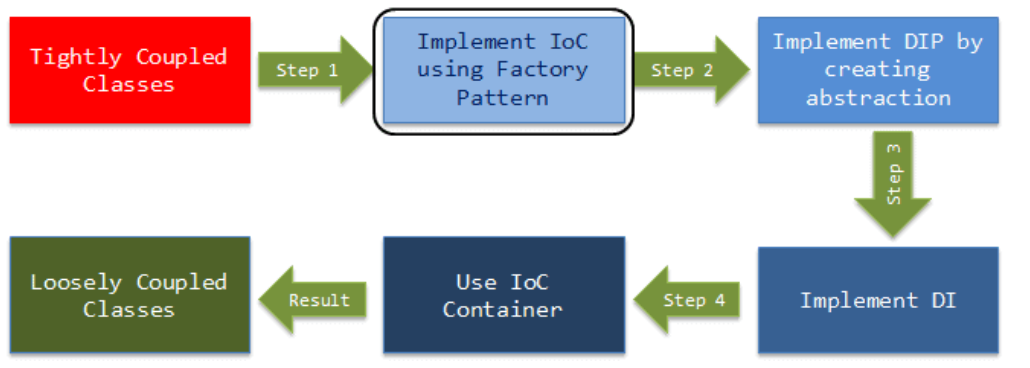 Tightly Coupled
Classes
Step 1
Implement IoC
using Factory
Pattern
Step 2
Implement DIP by
creating
abstraction
Step 3
Implement DI
Step 4
Use IoC
Container
Result
Loosely Coupled
Classes